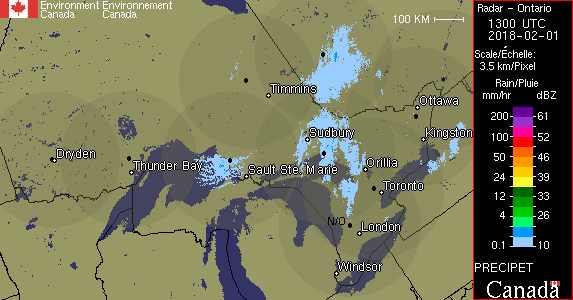 Environment Environnement
Canada Canada
100 KM
Timmins
Ottawa
Sudbury
Kingston
Dryden
Thunder Bay
Sault Ste. Marie
Orillia
Toronto
N/O
London
Windsor
Radar - Ontario
1300 UTC
2018-02-01
Scale/Échelle:
3.5 km/Pixel
Rain/Pluie
mm/hr dBZ
200 61
100 52
50 46
24 39
12 33
4 26
1 20
0.1 10
PRECIPET
Canada